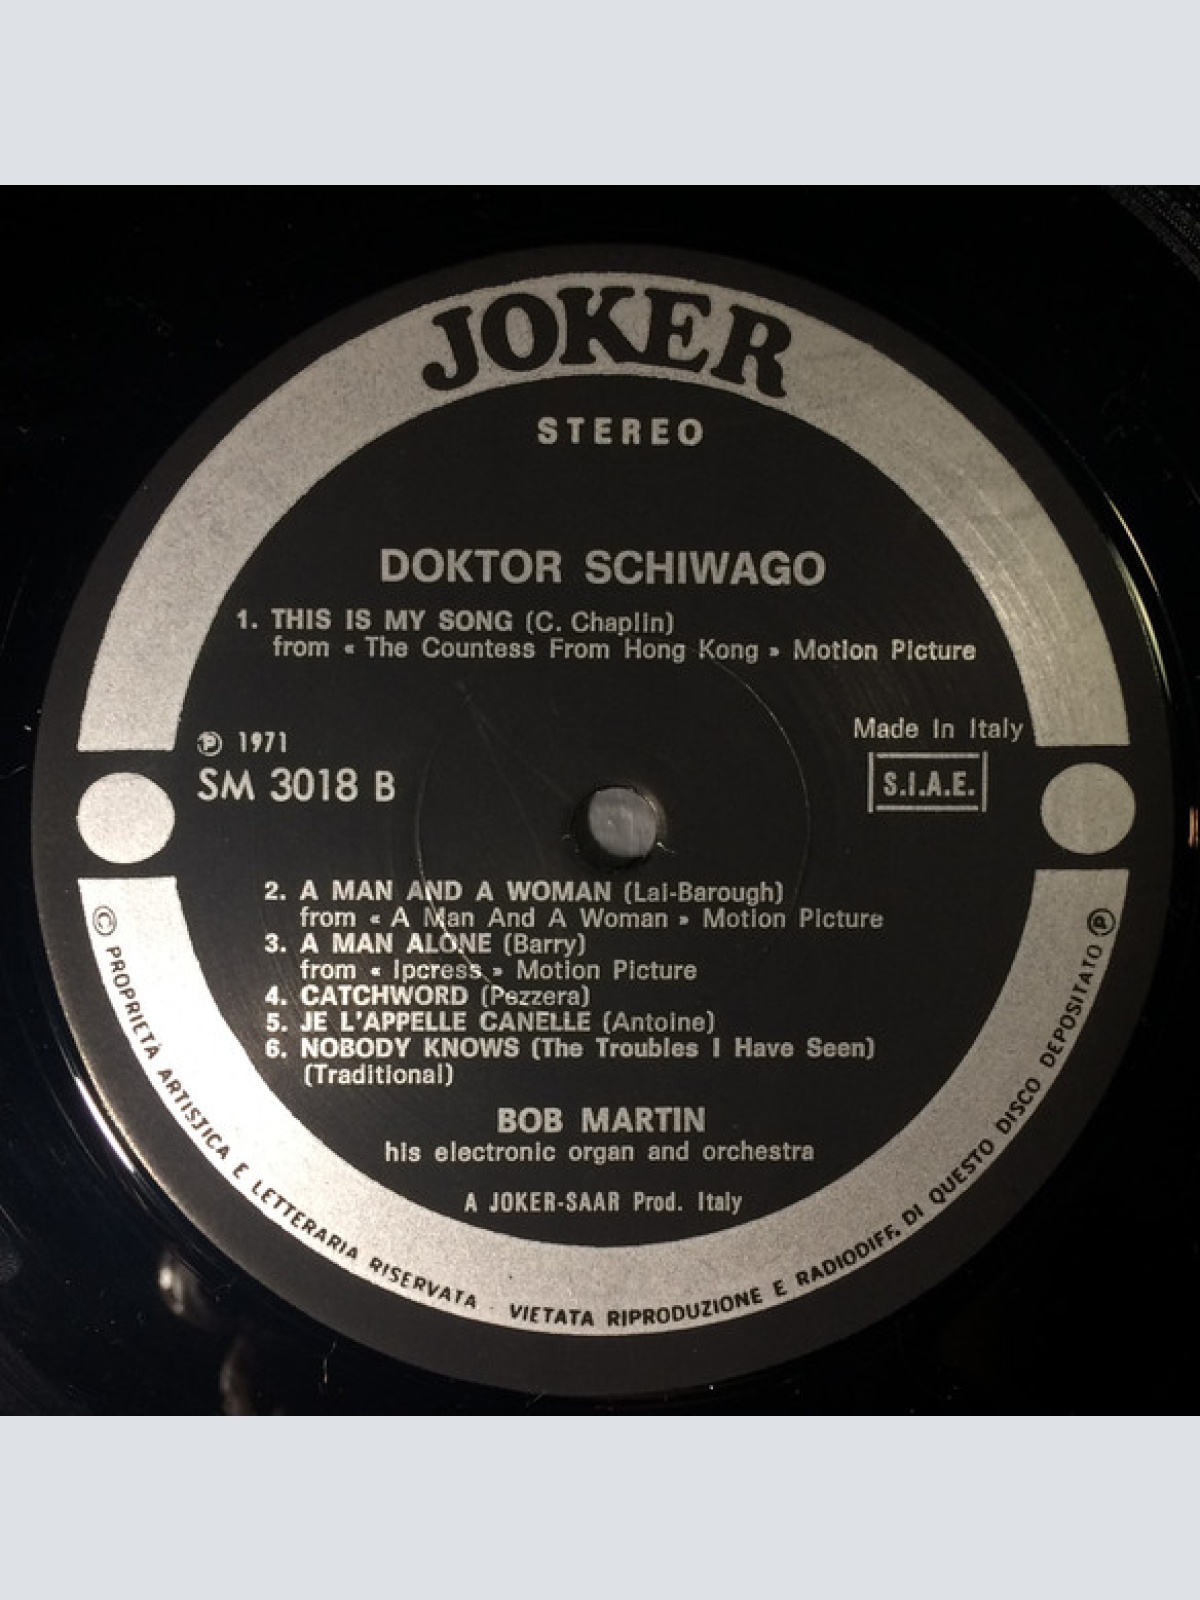 JOKER
STEREO
DOKTOR SCHIWAGO
1. THIS IS MY SONG (C. Chaplin)
from « The Countess From Hong Kong » Motion Picture
Ⓟ 1971
SM 3018 B
Made In Italy
S.I.A.E.
2. A MAN AND A WOMAN (Lai-Barough)
from « A Man And A Woman » Motion Picture
3. A MAN ALONE (Barry)
from « Ipcress » Motion Picture
4. CATCHWORD (Pezzera)
5. JE L'APPELLE CANELLE (Antoine)
6. NOBODY KNOWS (The Troubles I Have Seen)
(Traditional)
BOB MARTIN
his electronic organ and orchestra
A JOKER-SAAR Prod. Italy
© PROPRIETÀ ARTISTICA E LETTERARIA RISERVATA - VIETATA RIPRODUZIONE E RADIODIFF. DI QUESTO DISCO DEPOSITATO Ⓟ